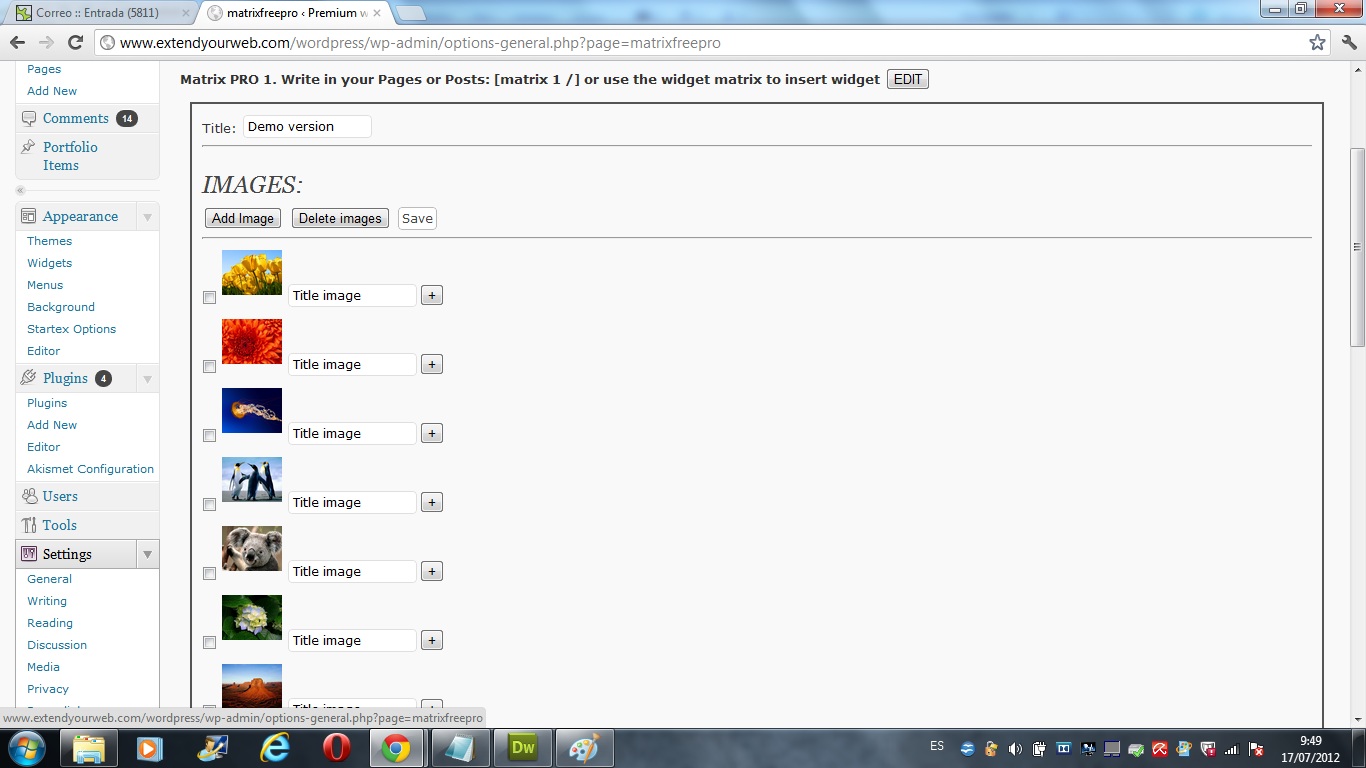 Correo :: Entrada (5811)
matrixfreepro ‹ Premium w
www.extendyourweb.com/wordpress/wp-admin/options-general.php?page=matrixfreepro
Pages
Add New
Comments 14
Portfolio
Items
Appearance
Themes
Widgets
Menus
Background
Startex Options
Editor
Plugins 4
Plugins
Add New
Editor
Akismet Configuration
Users
Tools
Settings
General
Writing
Reading
Discussion
Media
Privacy
Matrix PRO 1. Write in your Pages or Posts: [matrix 1 /] or use the widget matrix to insert widget EDIT
Title: Demo version
IMAGES:
Add Image Delete images Save
Title image +
Title image +
Title image +
Title image +
Title image +
Title image +
www.extendyourweb.com/wordpress/wp-admin/options-general.php?page=matrixfreepro
Dw
ES
9:49
17/07/2012